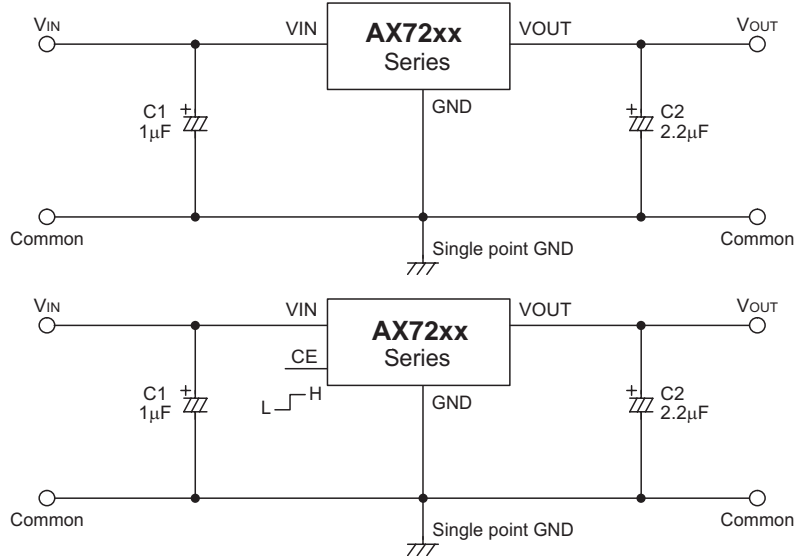 VIN
VIN
AX72xx
Series
VOUT
VOUT
GND
+
C1
1μF
+
C2
2.2μF
Common
Single point GND
Common
VIN
VIN
AX72xx
Series
VOUT
VOUT
CE
L
H
GND
+
C1
1μF
+
C2
2.2μF
Common
Single point GND
Common